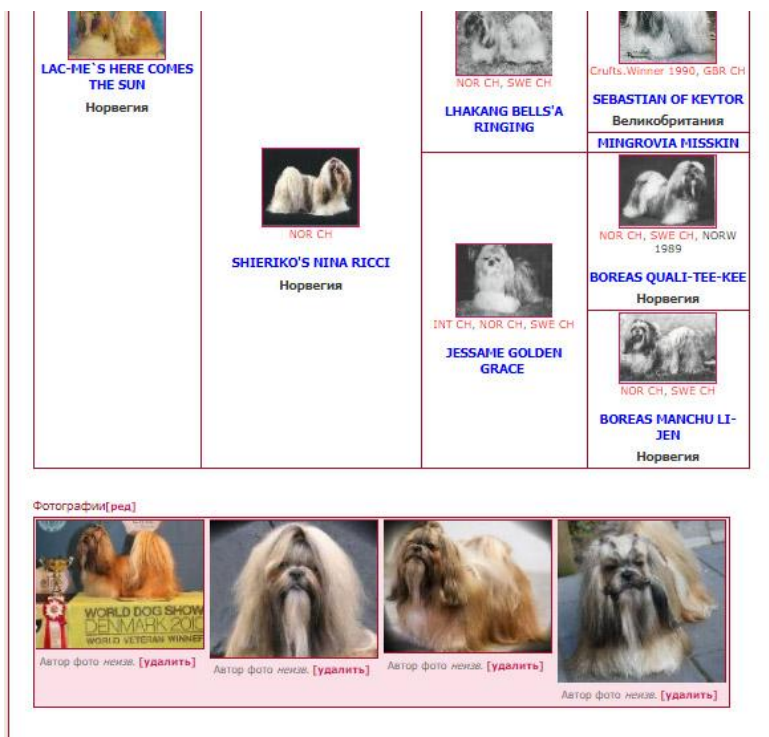 LAC-ME`S HERE COMES
THE SUN
Норвегия
NOR CH
SHIERIKO'S NINA RICCI
Норвегия
NOR CH, SWE CH
LHAKANG BELLS'A
RINGING
INT CH, NOR CH, SWE CH
JESSAME GOLDEN
GRACE
Crufts.Winner 1990, GBR CH
SEBASTIAN OF KEYTOR
Великобритания
MINGROVIA MISSKIN
NOR CH, SWE CH, NORW
1989
BOREAS QUALI-TEE-KEE
Норвегия
NOR CH, SWE CH
BOREAS MANCHU LI-
JEN
Норвегия
Фотографии[ред]
WORLD DOG SHOW
DENMARK 2010
WORLD VETERAN WINNER
Автор фото неизв. [удалить]
Автор фото неизв. [удалить]
Автор фото неизв. [удалить]
Автор фото неизв. [удалить]